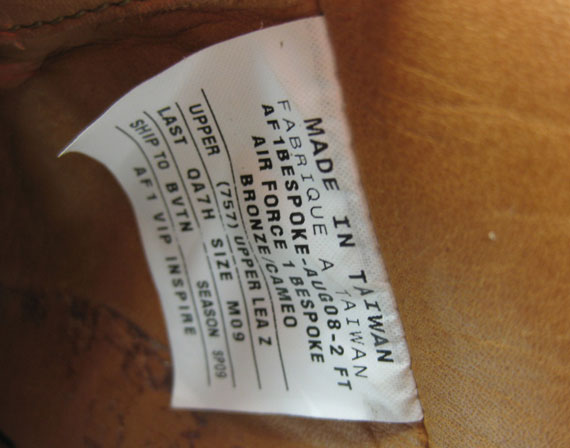 MADE IN TAIWAN
FABRIQUE A TAIWAN
AF1BESPOKE-AUG08-2 FT
AIR FORCE 1 BESPOKE
BRONZE/CAMEO
UPPER (757) UPPER LEA Z
LAST QA7H SIZE M09
SHIP TO BVTN SEASON SP09
AF1 VIP INSPIRE